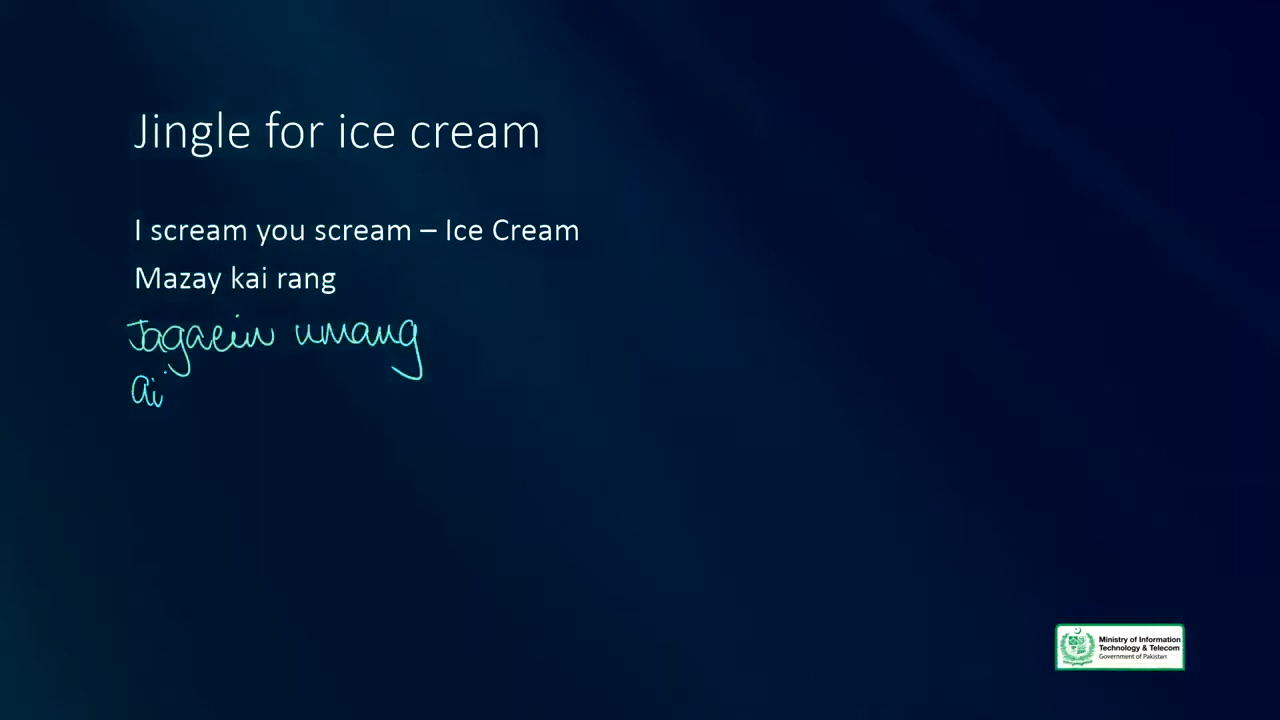 Jingle for ice cream
I scream you scream – Ice Cream
Mazay kai rang
Jagaein umang
ai
Ministry of Information
Technology & Telecom
Government of Pakistan